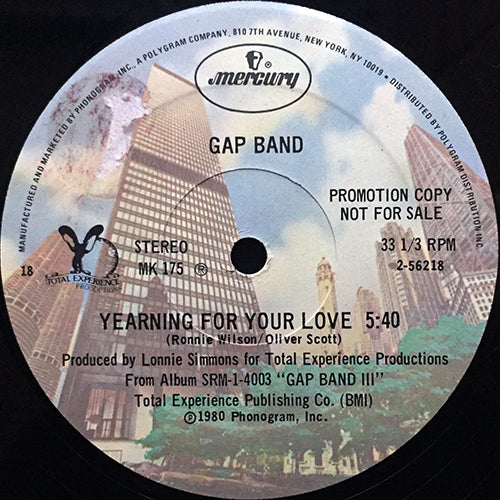 MANUFACTURED AND MARKETED BY PHONOGRAM, INC., A POLYGRAM COMPANY, 810 7TH AVENUE, NEW YORK, NY 10019 • DISTRIBUTED BY POLYGRAM DISTRIBUTION INC.
®
mercury
GAP BAND
PROMOTION COPY
NOT FOR SALE
18
TOTAL EXPERIENCE
PRODUCTIONS
STEREO
MK 175 ℗
33 1/3 RPM
2-56218
YEARNING FOR YOUR LOVE 5:40
(Ronnie Wilson/Oliver Scott)
Produced by Lonnie Simmons for Total Experience Productions
From Album SRM-1-4003 "GAP BAND III"
Total Experience Publishing Co. (BMI)
℗1980 Phonogram, Inc.